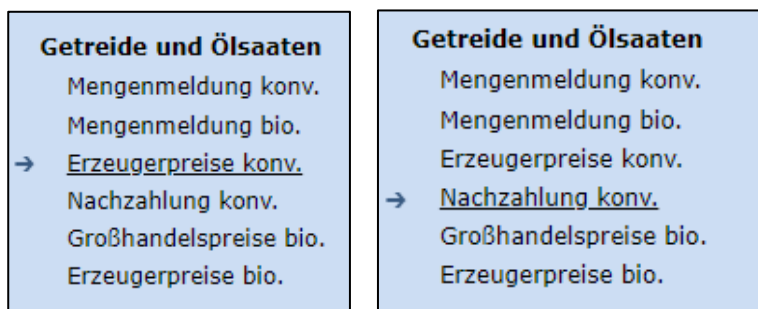 Getreide und Ölsaaten
Mengenmeldung konv.
Mengenmeldung bio.
→ Erzeugerpreise konv.
Nachzahlung konv.
Großhandelspreise bio.
Erzeugerpreise bio.
Getreide und Ölsaaten
Mengenmeldung konv.
Mengenmeldung bio.
Erzeugerpreise konv.
→ Nachzahlung konv.
Großhandelspreise bio.
Erzeugerpreise bio.